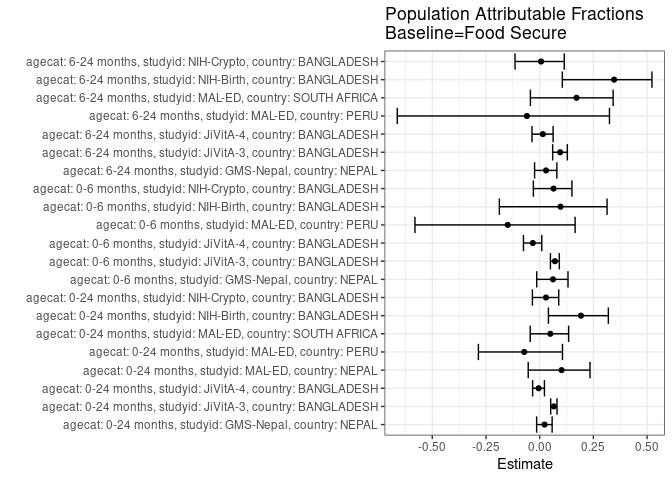 Population Attributable Fractions
Baseline=Food Secure
agecat: 6-24 months, studyid: NIH-Crypto, country: BANGLADESH
agecat: 6-24 months, studyid: NIH-Birth, country: BANGLADESH
agecat: 6-24 months, studyid: MAL-ED, country: SOUTH AFRICA
agecat: 6-24 months, studyid: MAL-ED, country: PERU
agecat: 6-24 months, studyid: JiVitA-4, country: BANGLADESH
agecat: 6-24 months, studyid: JiVitA-3, country: BANGLADESH
agecat: 6-24 months, studyid: GMS-Nepal, country: NEPAL
agecat: 0-6 months, studyid: NIH-Crypto, country: BANGLADESH
agecat: 0-6 months, studyid: NIH-Birth, country: BANGLADESH
agecat: 0-6 months, studyid: MAL-ED, country: PERU
agecat: 0-6 months, studyid: JiVitA-4, country: BANGLADESH
agecat: 0-6 months, studyid: JiVitA-3, country: BANGLADESH
agecat: 0-6 months, studyid: GMS-Nepal, country: NEPAL
agecat: 0-24 months, studyid: NIH-Crypto, country: BANGLADESH
agecat: 0-24 months, studyid: NIH-Birth, country: BANGLADESH
agecat: 0-24 months, studyid: MAL-ED, country: SOUTH AFRICA
agecat: 0-24 months, studyid: MAL-ED, country: PERU
agecat: 0-24 months, studyid: MAL-ED, country: NEPAL
agecat: 0-24 months, studyid: JiVitA-4, country: BANGLADESH
agecat: 0-24 months, studyid: JiVitA-3, country: BANGLADESH
agecat: 0-24 months, studyid: GMS-Nepal, country: NEPAL
-0.50 -0.25 0.00 0.25 0.50
Estimate